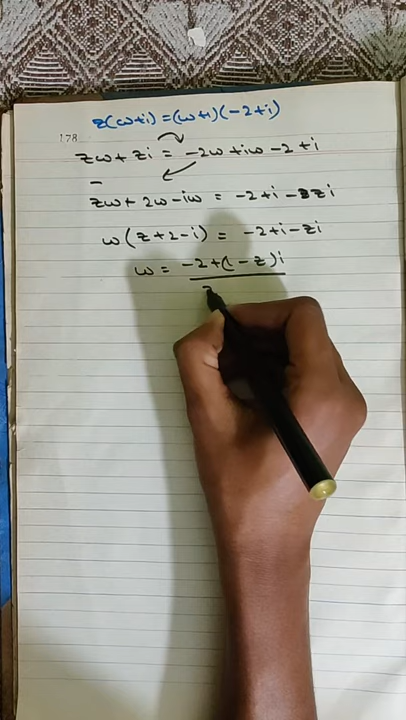 z(ω+i)=(ω+1)(-2+i)
178
zω+zi = -2ω+iω-2+i
zω+2ω-iω = -2+i-zi
ω(z+2-i) = -2+i-zi
ω = -2+(1-z)i